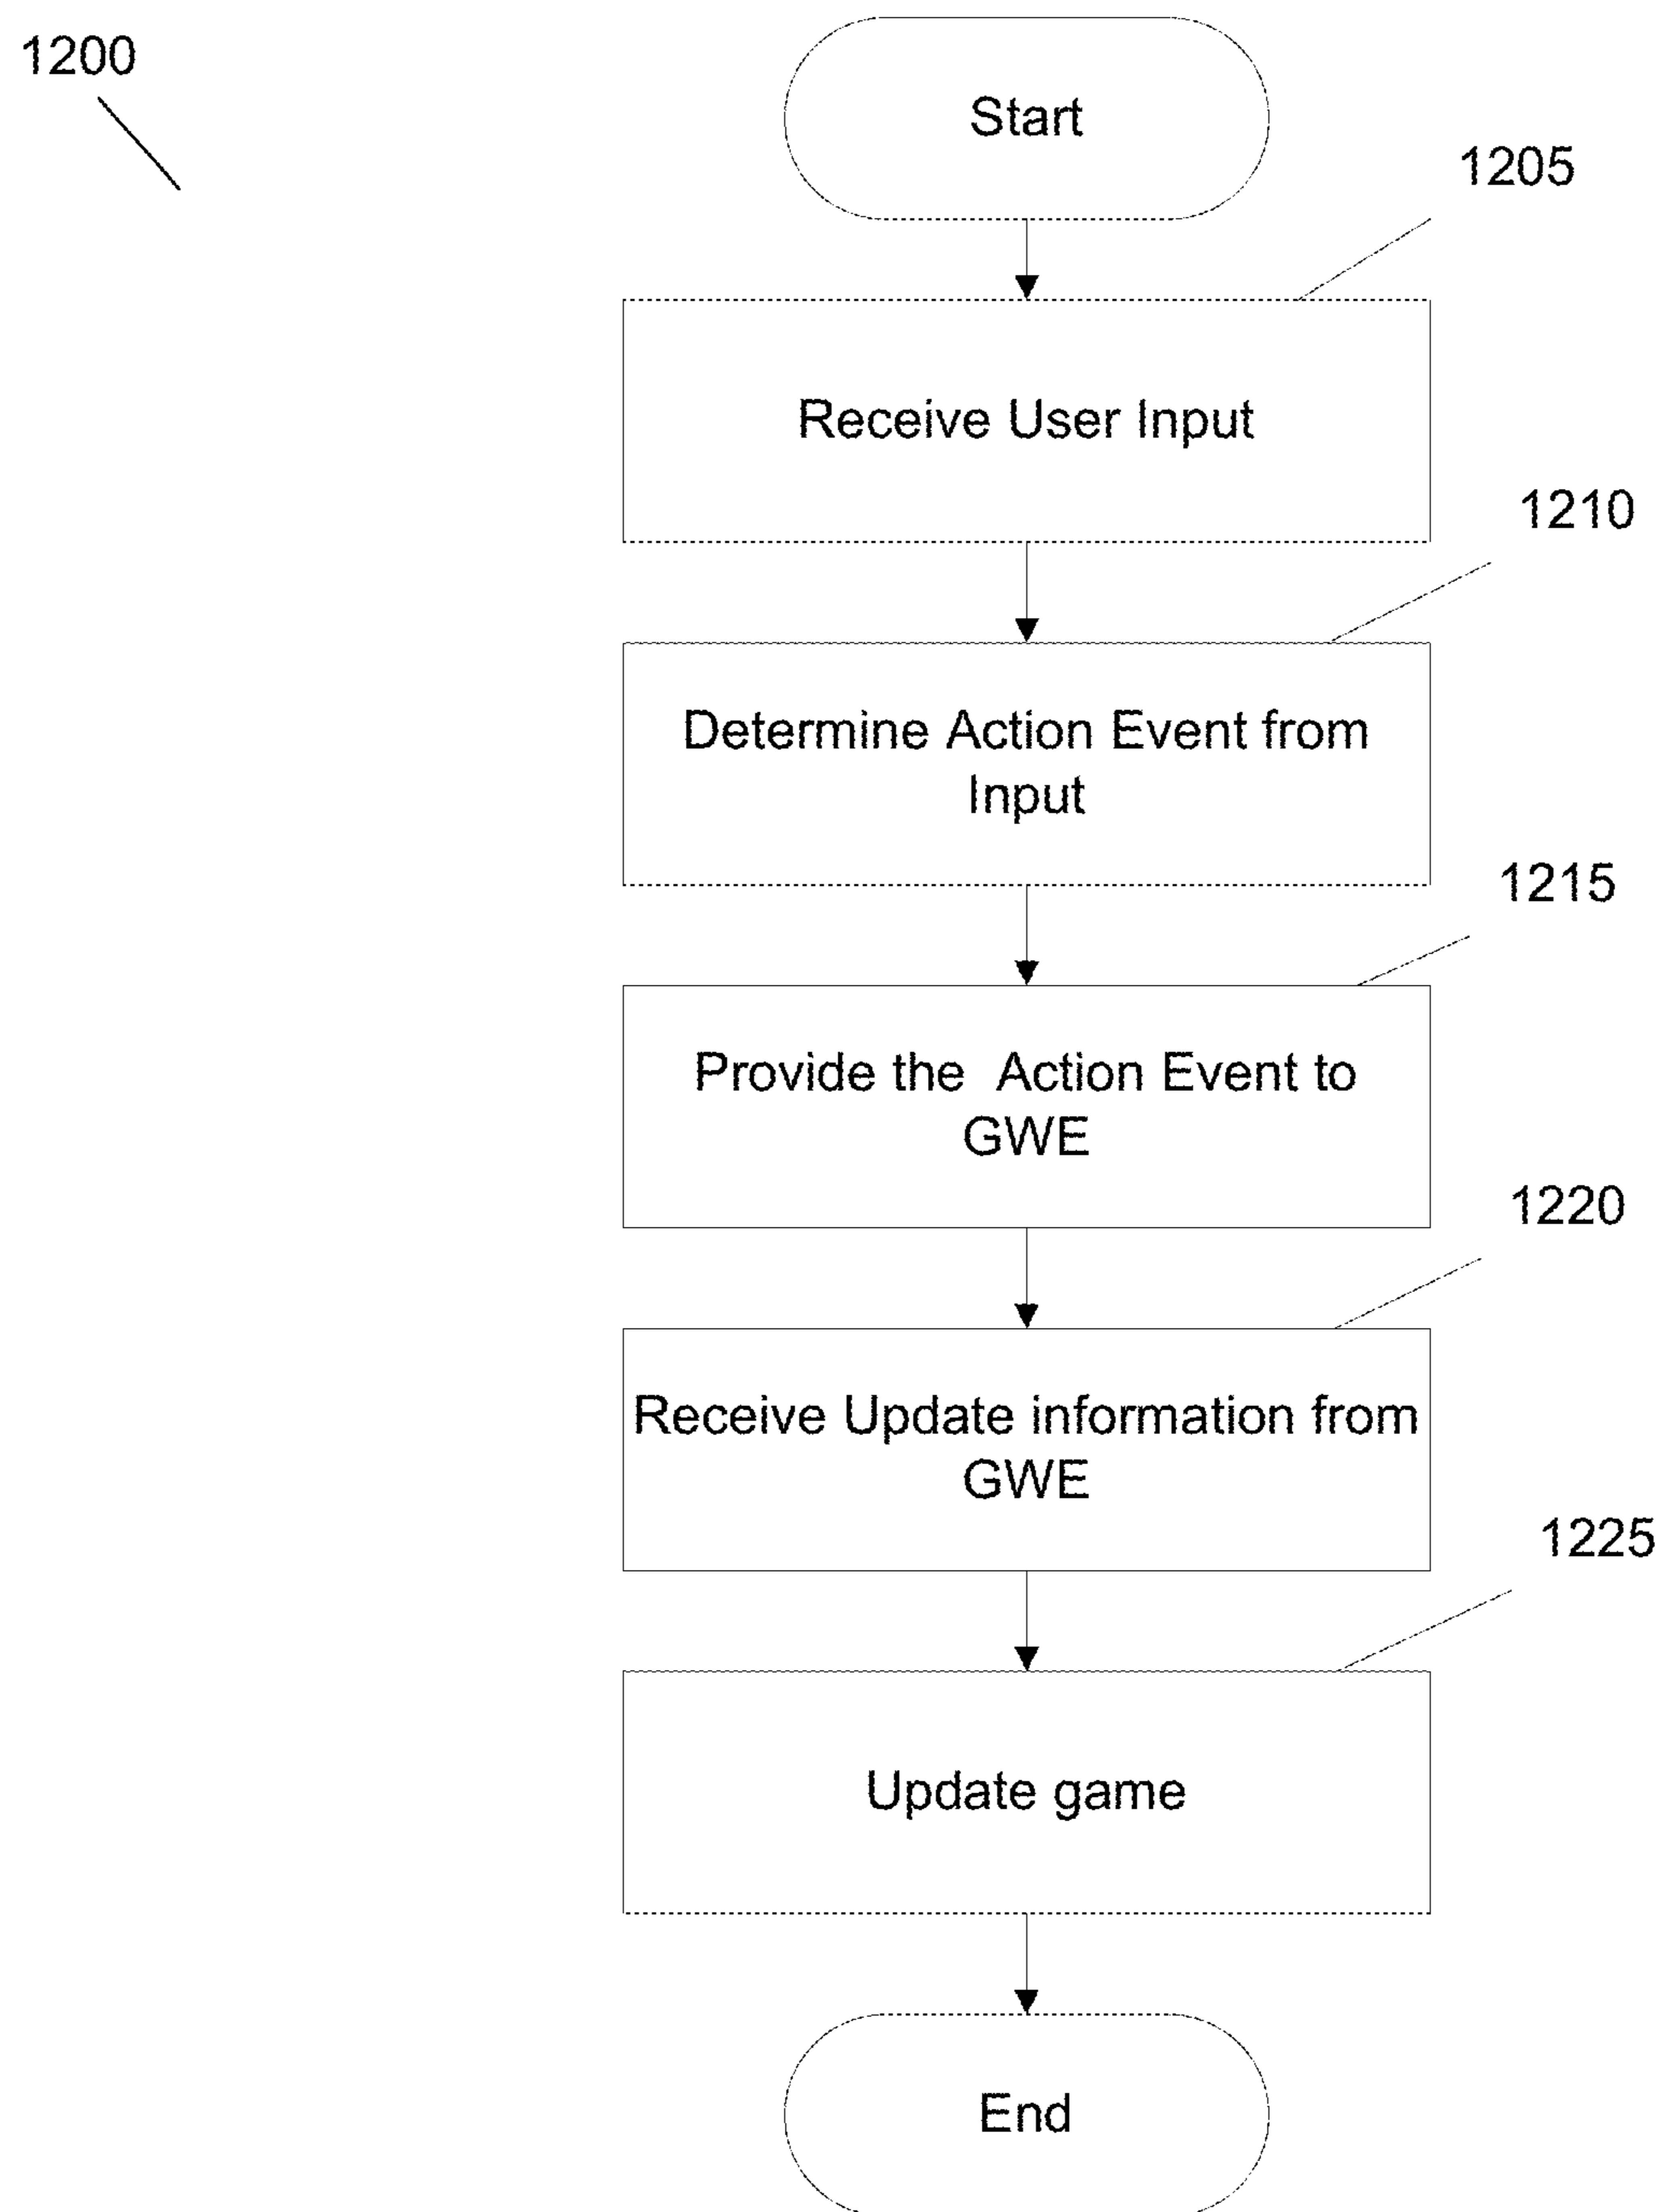 1200
Start
1205
Receive User Input
1210
Determine Action Event from
Input
1215
Provide the Action Event to
GWE
1220
Receive Update information from
GWE
1225
Update game
End